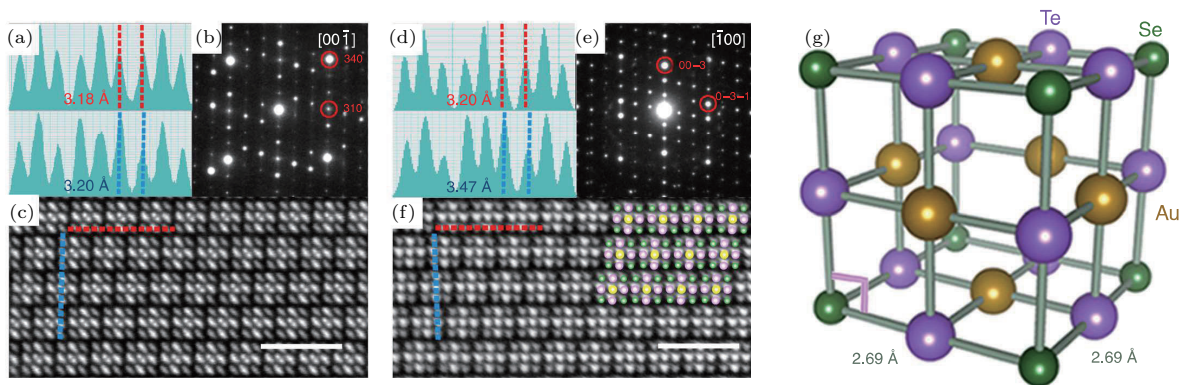 (a)
3.18 Å
3.20 Å
(b)
[00 1̄]
340
310
(c)
(d)
3.20 Å
3.47 Å
(e)
[1̄00]
00−3
0−3−1
(f)
(g)
Te
Se
Au
2.69 Å
2.69 Å